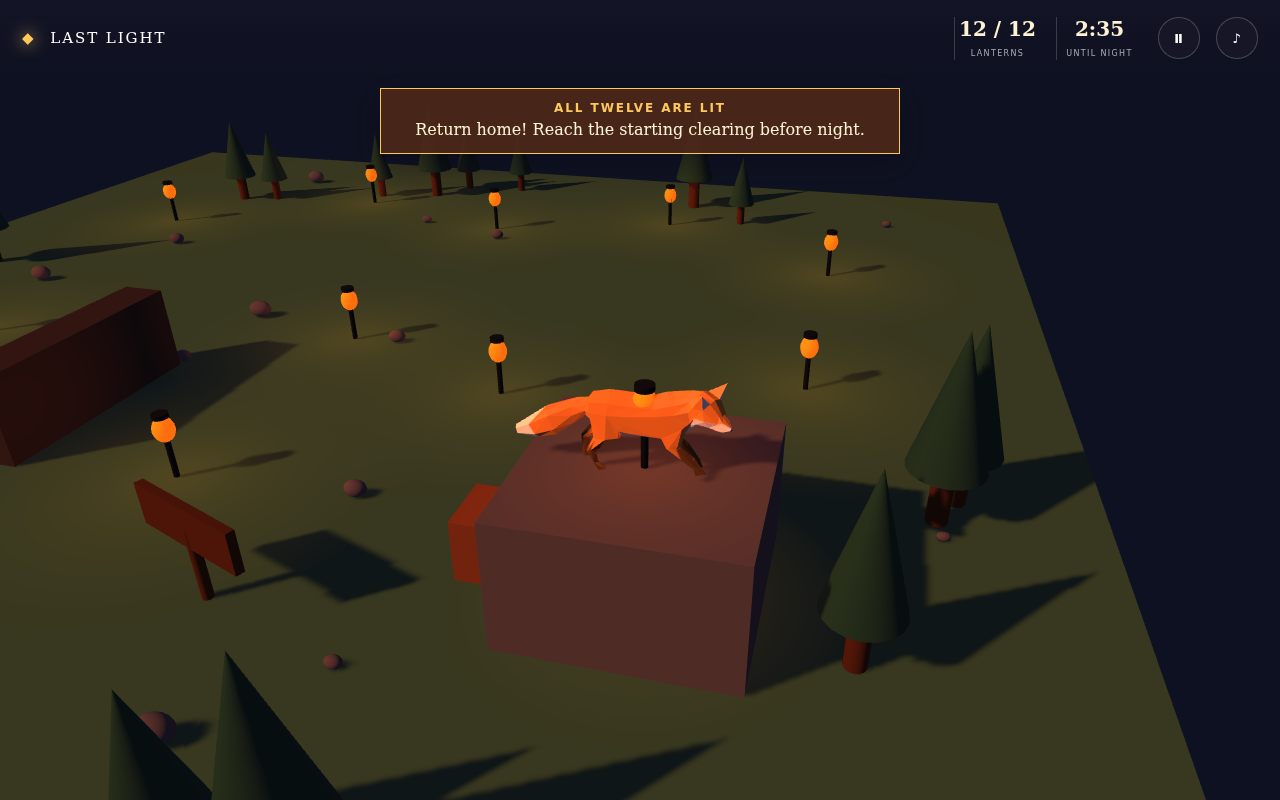 LAST LIGHT
12 / 12
LANTERNS
2:35
UNTIL NIGHT
ALL TWELVE ARE LIT
Return home! Reach the starting clearing before night.